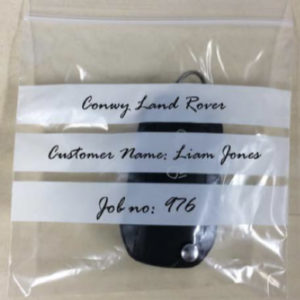 Conwy Land Rover
Customer Name: Liam Jones
Job no: 976